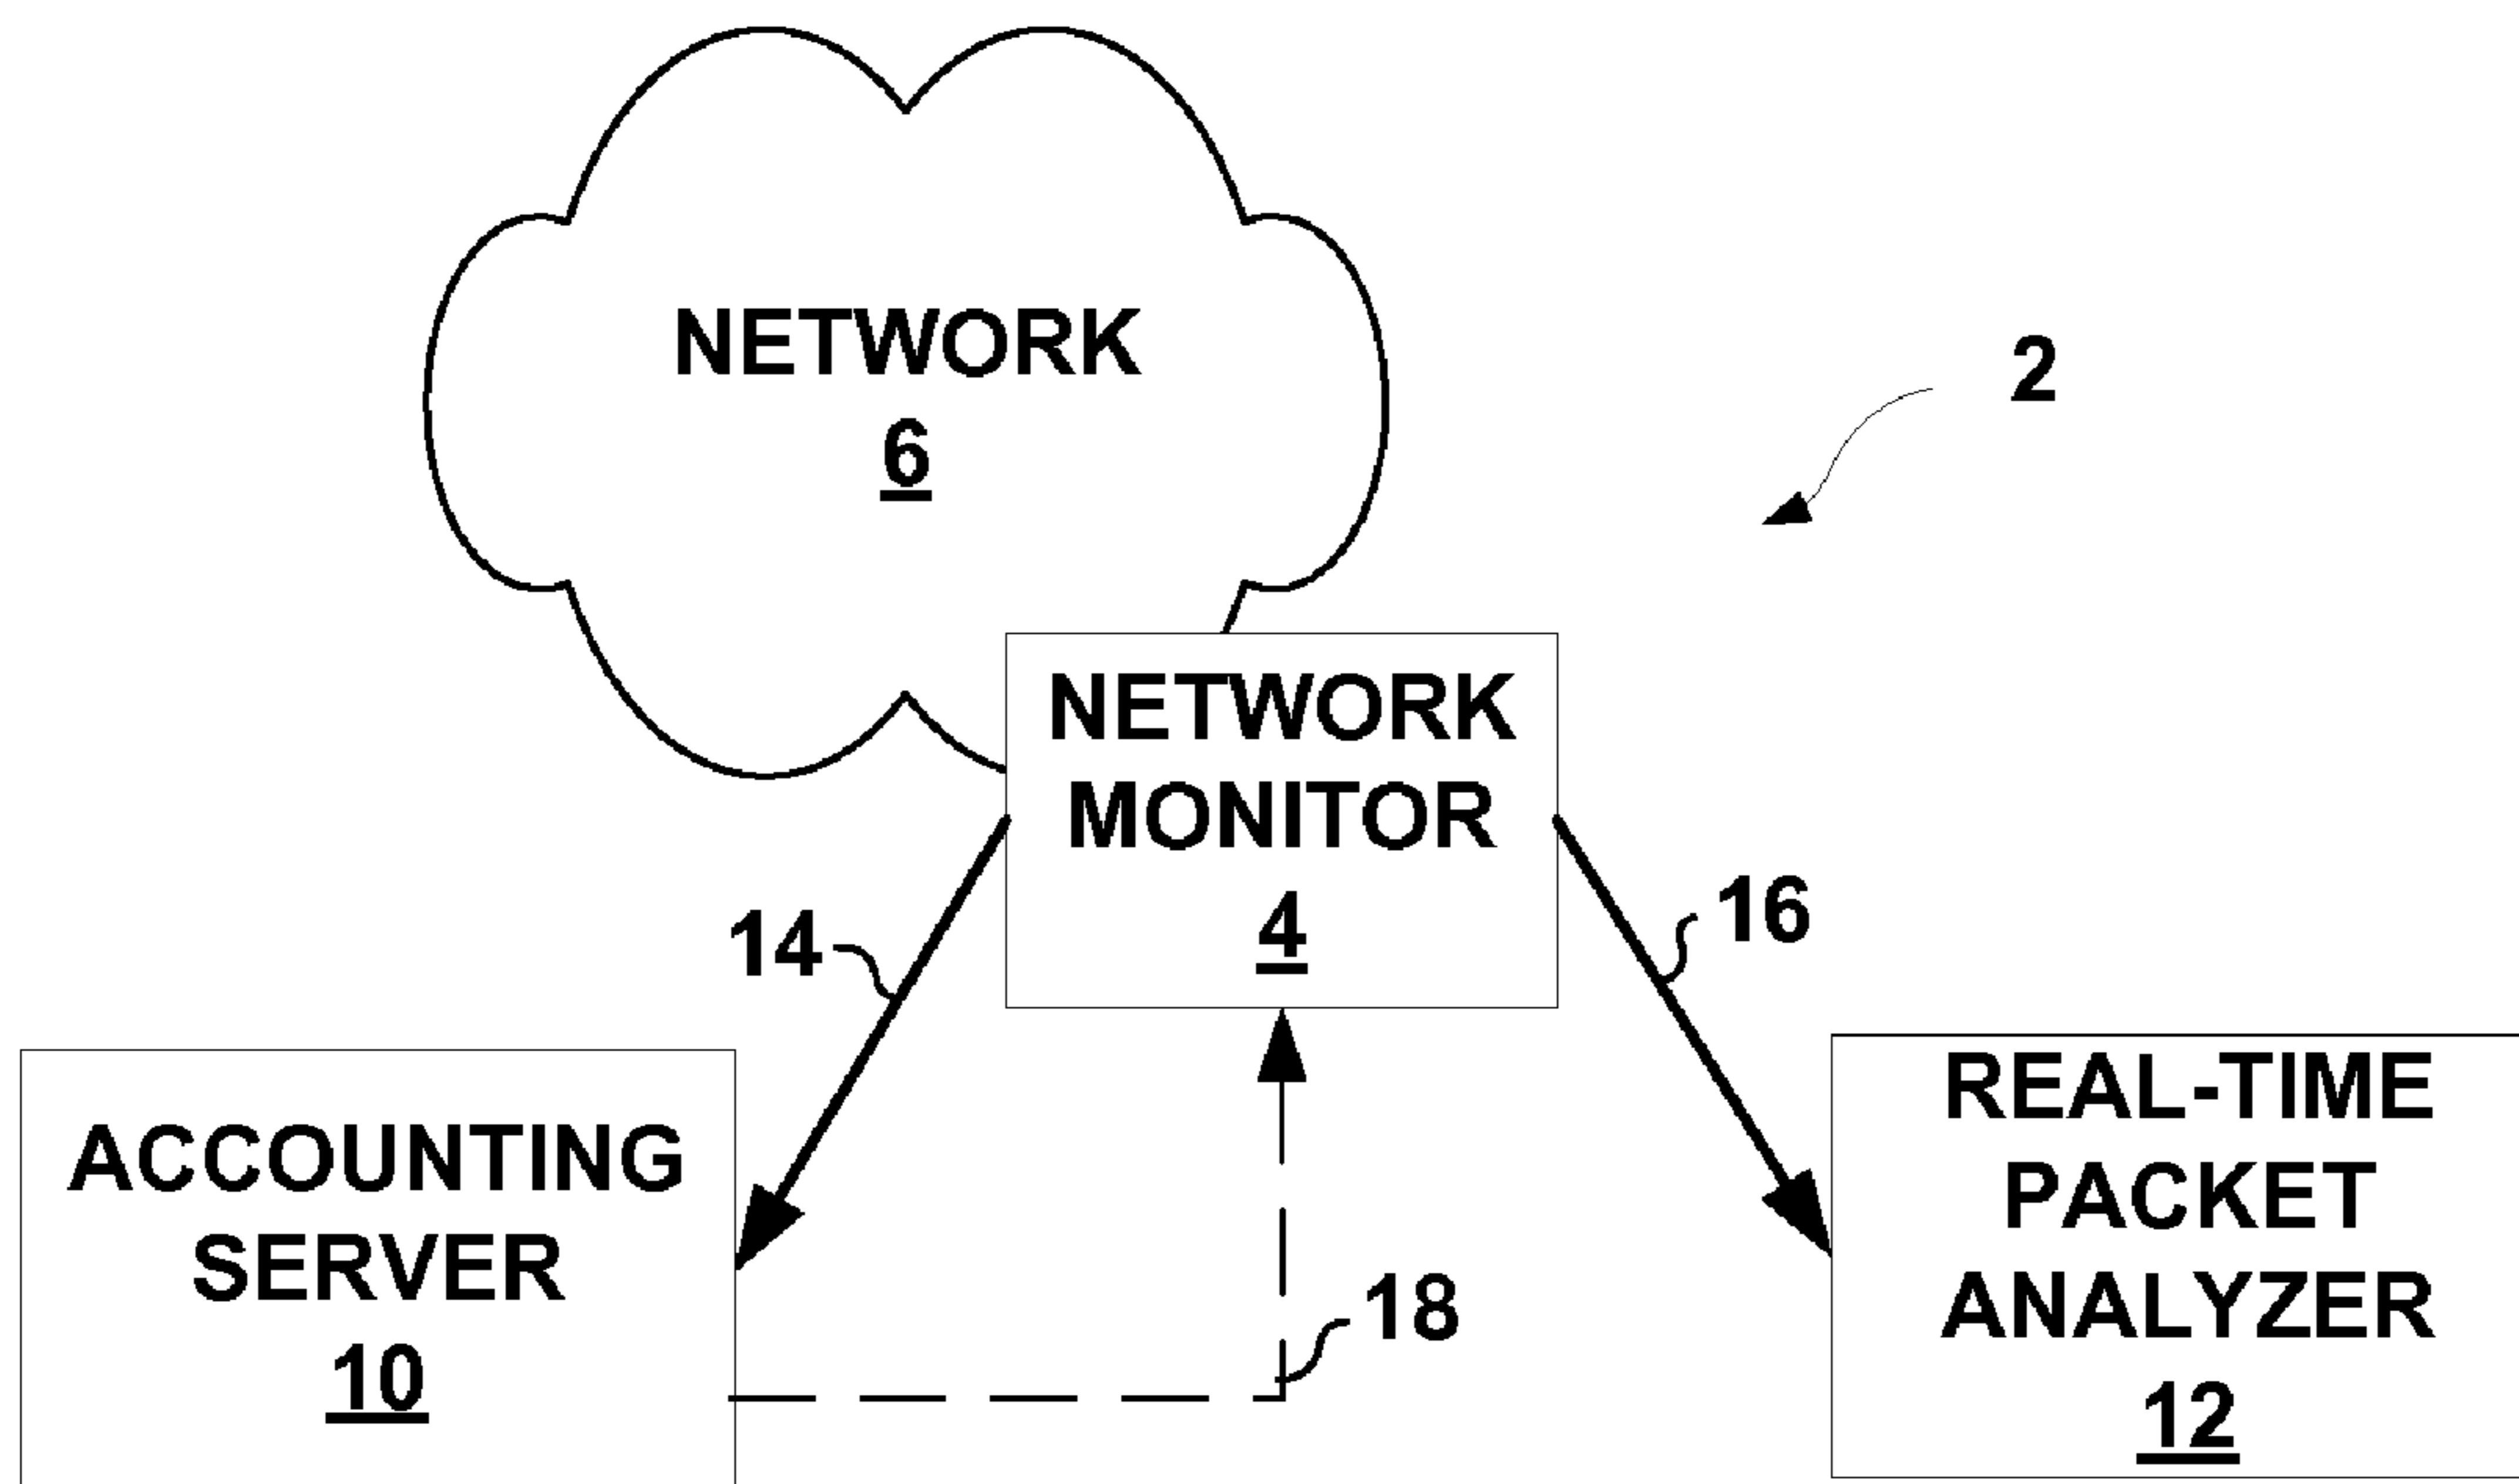 NETWORK
6
2
NETWORK
MONITOR
4
14
16
ACCOUNTING
SERVER
10
18
REAL-TIME
PACKET
ANALYZER
12